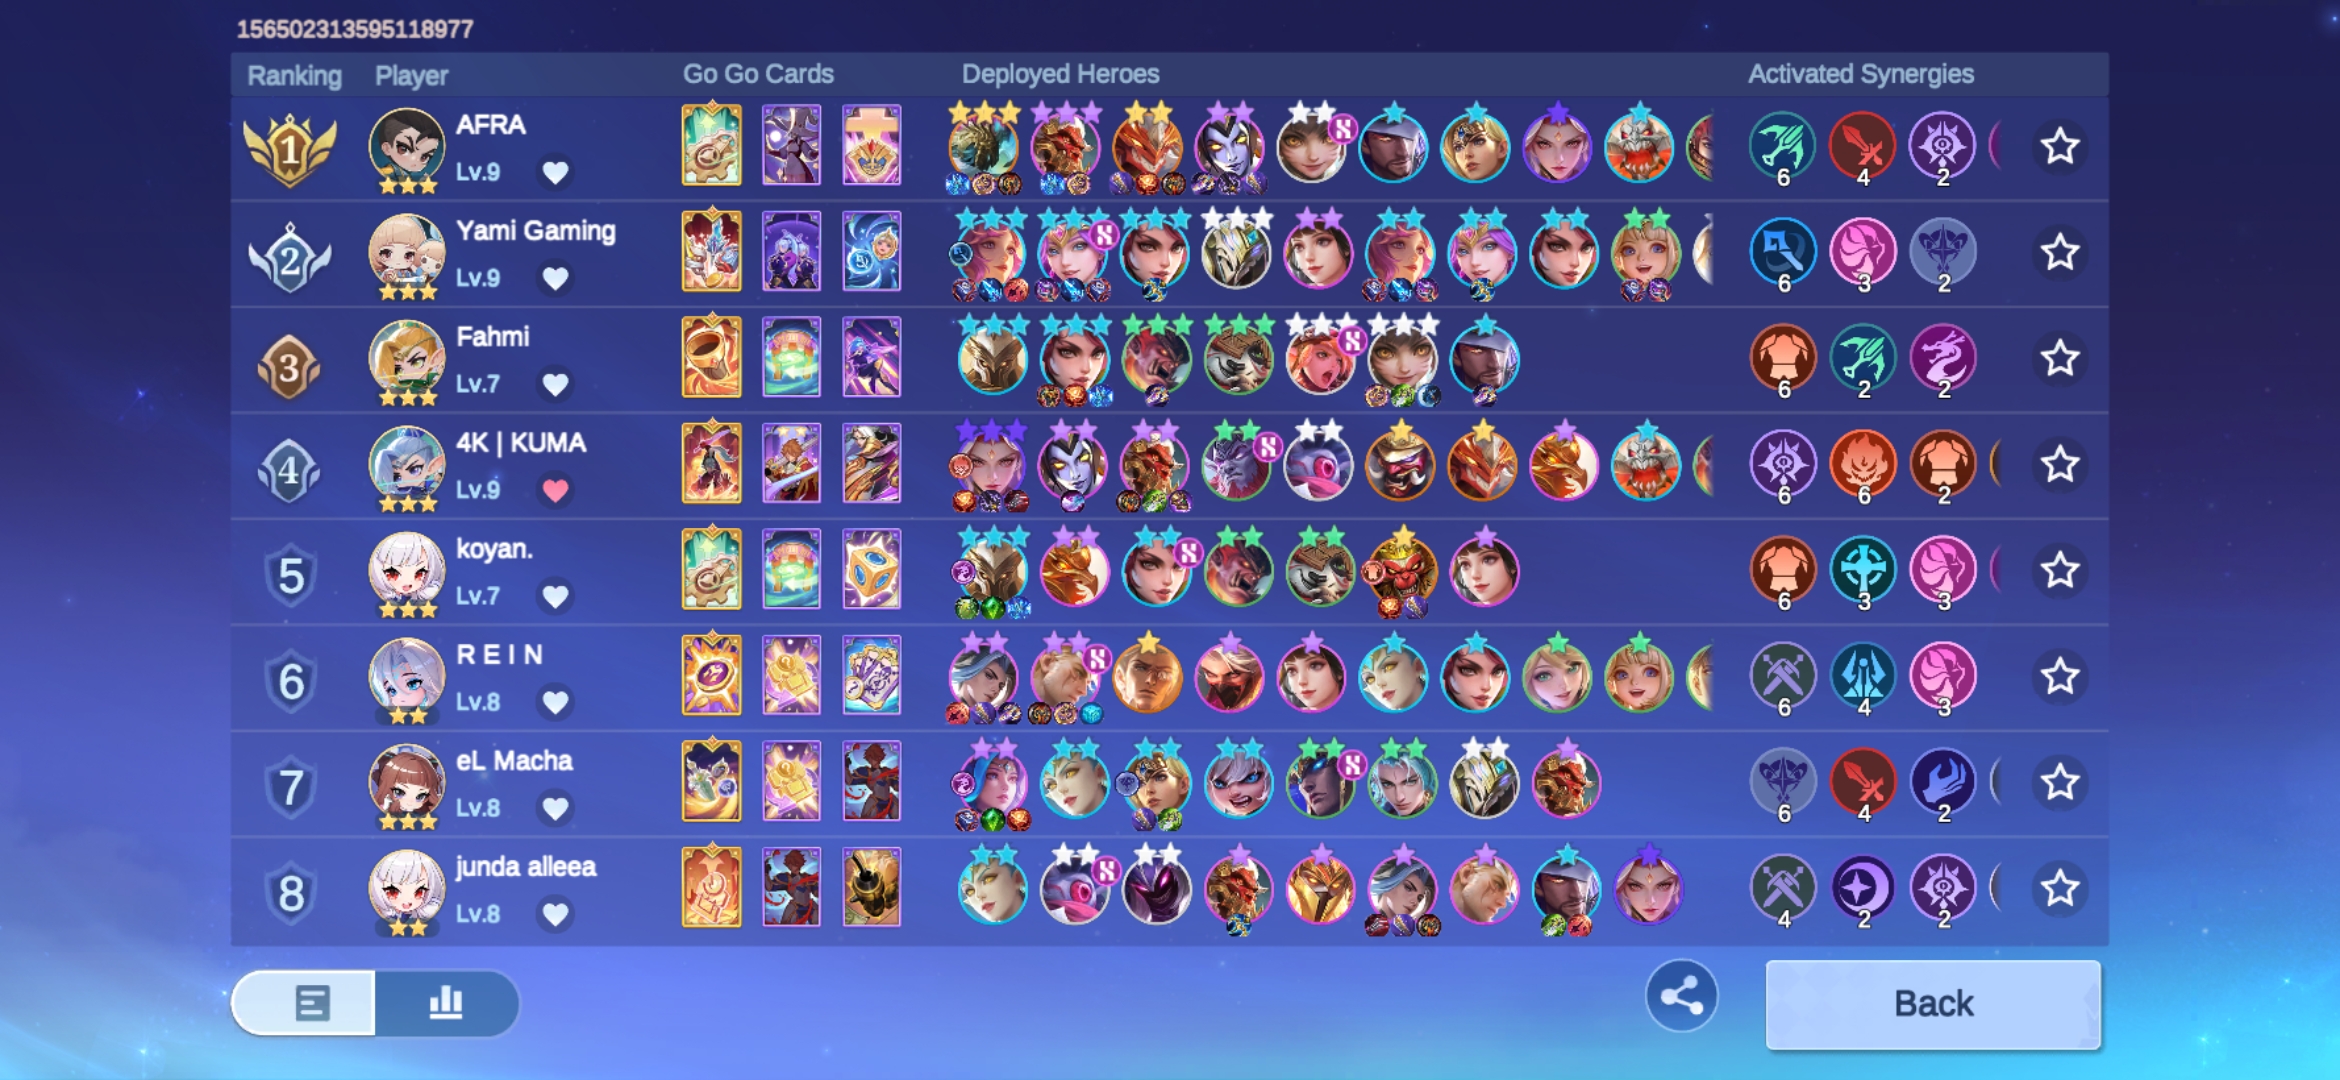 156502313595118977
Ranking Player Go Go Cards Deployed Heroes Activated Synergies
1 AFRA
Lv.9
6 4 2
2 Yami Gaming
Lv.9
6 3 2
3 Fahmi
Lv.7
6 2 2
4 4K | KUMA
Lv.9
6 6 2
5 koyan.
Lv.7
6 3 3
6 R E I N
Lv.8
6 4 3
7 eL Macha
Lv.8
6 4 2
8 junda alleea
Lv.8
4 2 2
Back